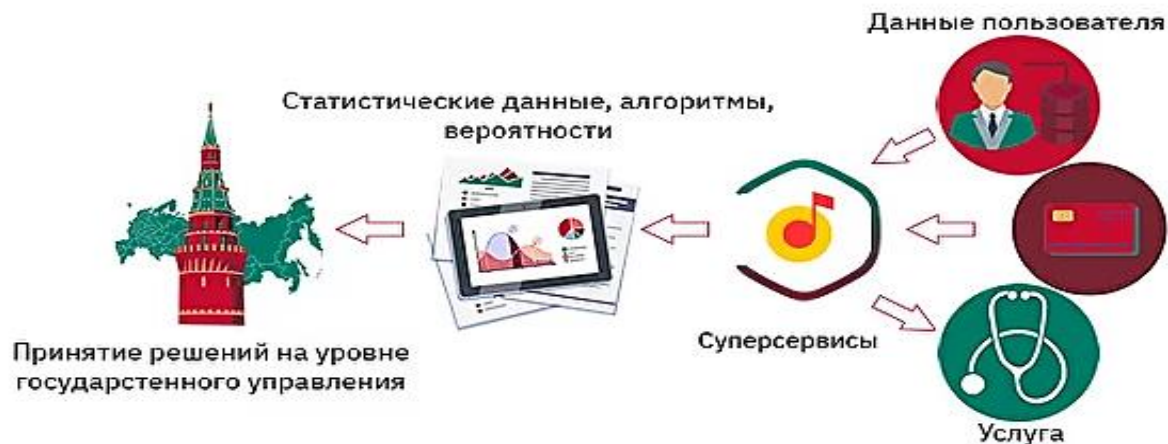 Данные пользователя
Статистические данные, алгоритмы,
вероятности
Суперсервисы
Принятие решений на уровне
государстенного управления
Услуга